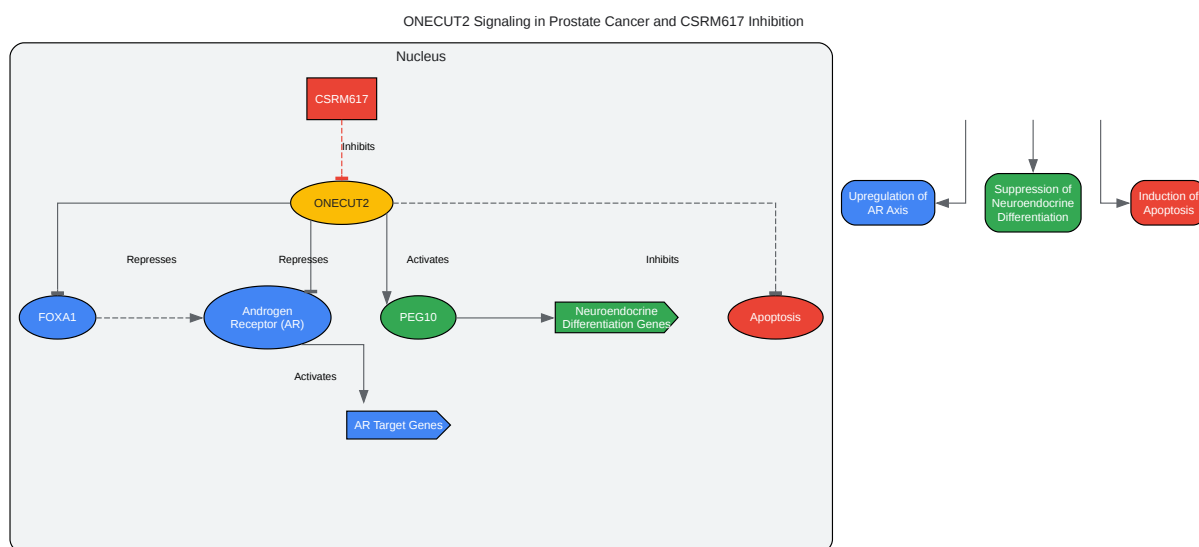 ONECUT2 Signaling in Prostate Cancer and CSRM617 Inhibition
Nucleus
CSRM617
Inhibits
ONECUT2
Upregulation of
AR Axis
Suppression of
Neuroendocrine
Differentiation
Induction of
Apoptosis
Represses
Represses
Activates
Inhibits
FOXA1
Androgen
Receptor (AR)
PEG10
Neuroendocrine
Differentiation Genes
Apoptosis
Activates
AR Target Genes